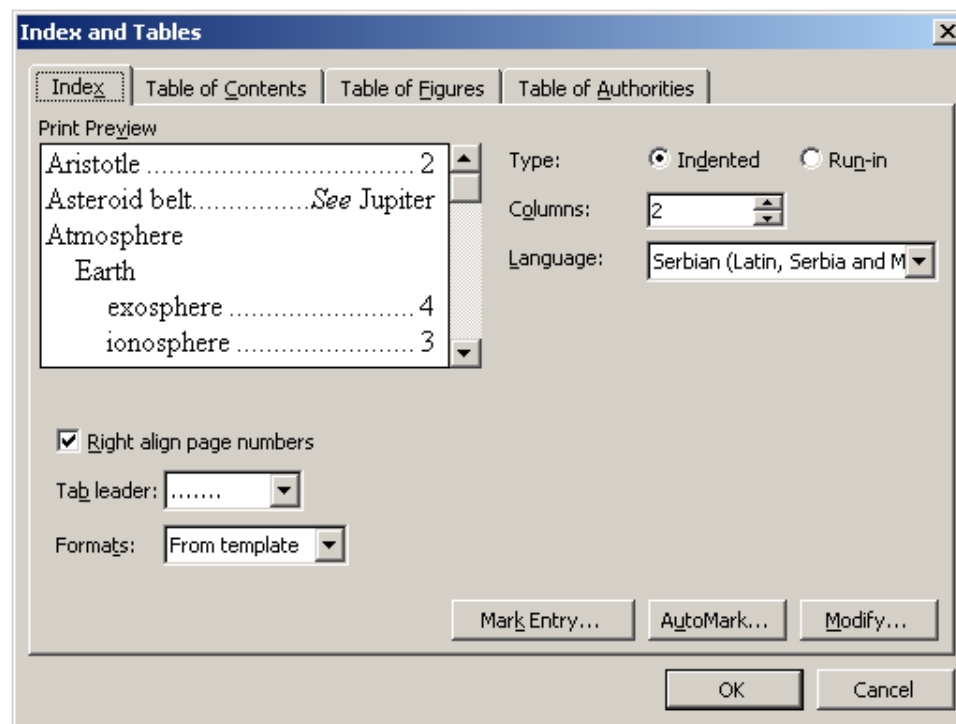 Index and Tables
Index Table of Contents Table of Figures Table of Authorities
Print Preview
Aristotle ................................... 2
Asteroid belt................See Jupiter
Atmosphere
Earth
exosphere ....................... 4
ionosphere ...................... 3
Type: Indented Run-in
Columns: 2
Language: Serbian (Latin, Serbia and M
Right align page numbers
Tab leader: .......
Formats: From template
Mark Entry... AutoMark... Modify...
OK Cancel